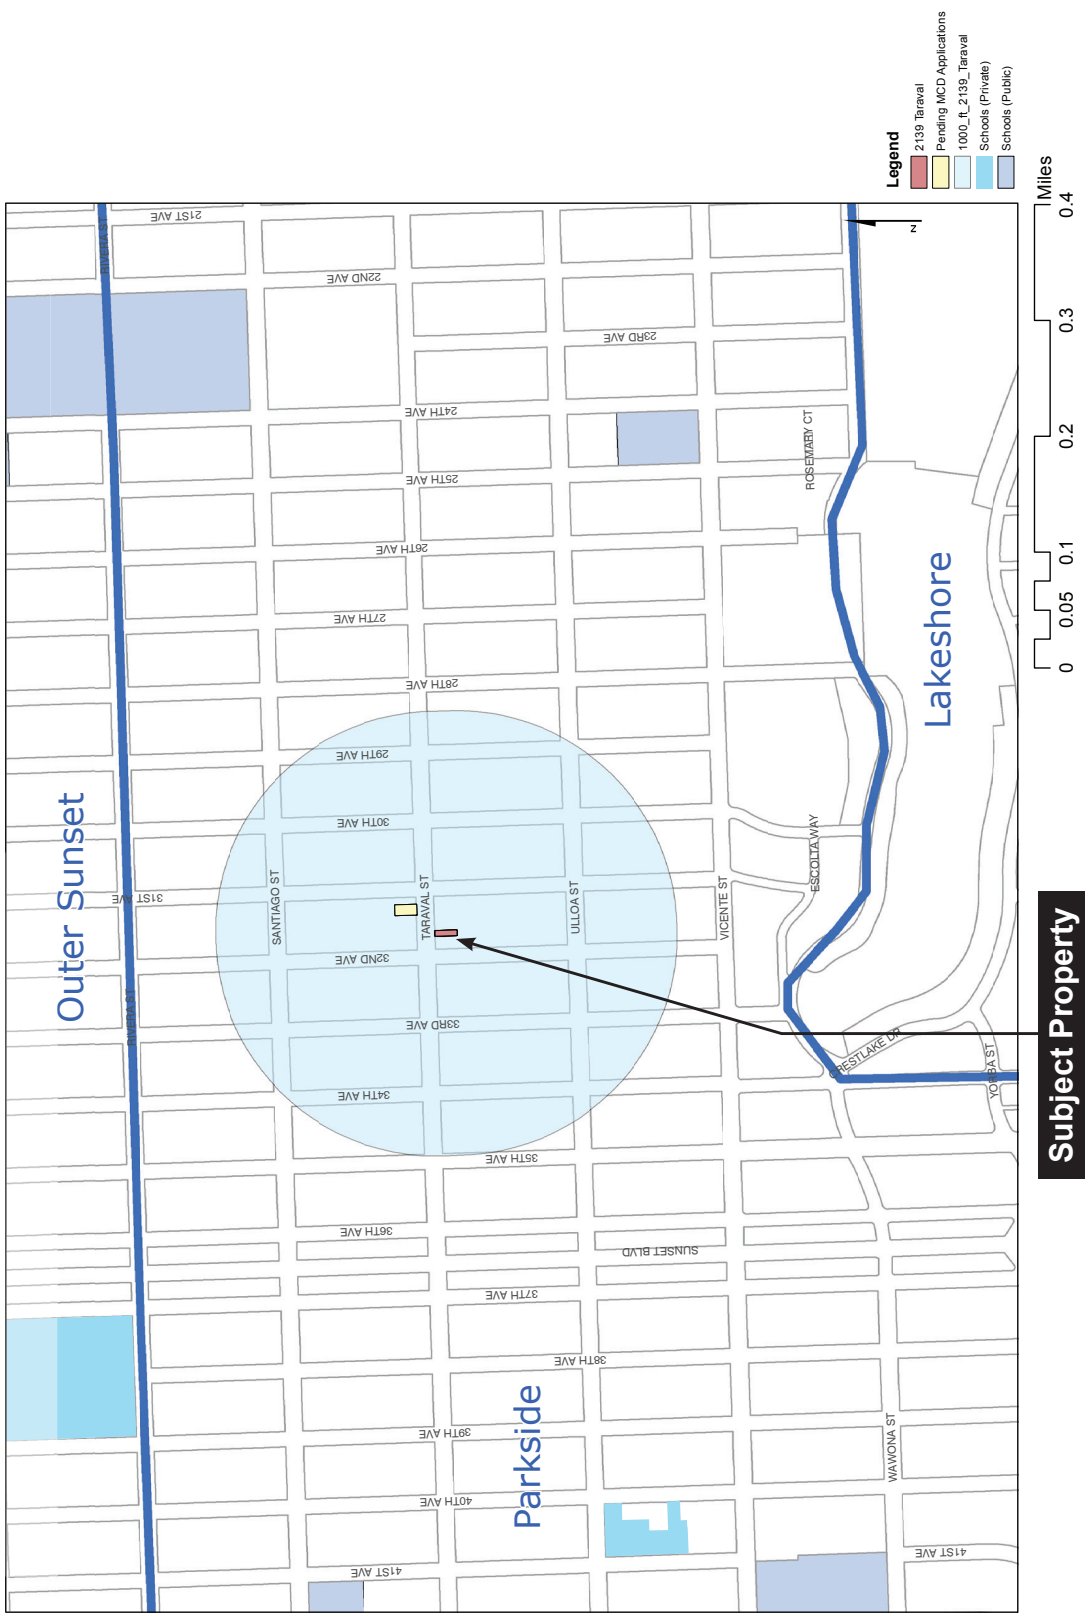 Outer Sunset
Parkside
Lakeshore
RIVERA ST
RIVERA ST
SANTIAGO ST
TARAVAL ST
ULLOA ST
VICENTE ST
ESCOLTA WAY
ROSEMARY CT
CRESTLAKE DR
YORBA ST
WAWONA ST
SUNSET BLVD
41ST AVE
41ST AVE
40TH AVE
39TH AVE
38TH AVE
37TH AVE
36TH AVE
35TH AVE
34TH AVE
33RD AVE
32ND AVE
31ST AVE
30TH AVE
29TH AVE
28TH AVE
27TH AVE
26TH AVE
25TH AVE
24TH AVE
23RD AVE
22ND AVE
21ST AVE
Legend
2139 Taraval
Pending MCD Applications
1000_ft_2139_Taraval
Schools (Private)
Schools (Public)
N
0 0.05 0.1 0.2 0.3 0.4
Miles
Subject Property